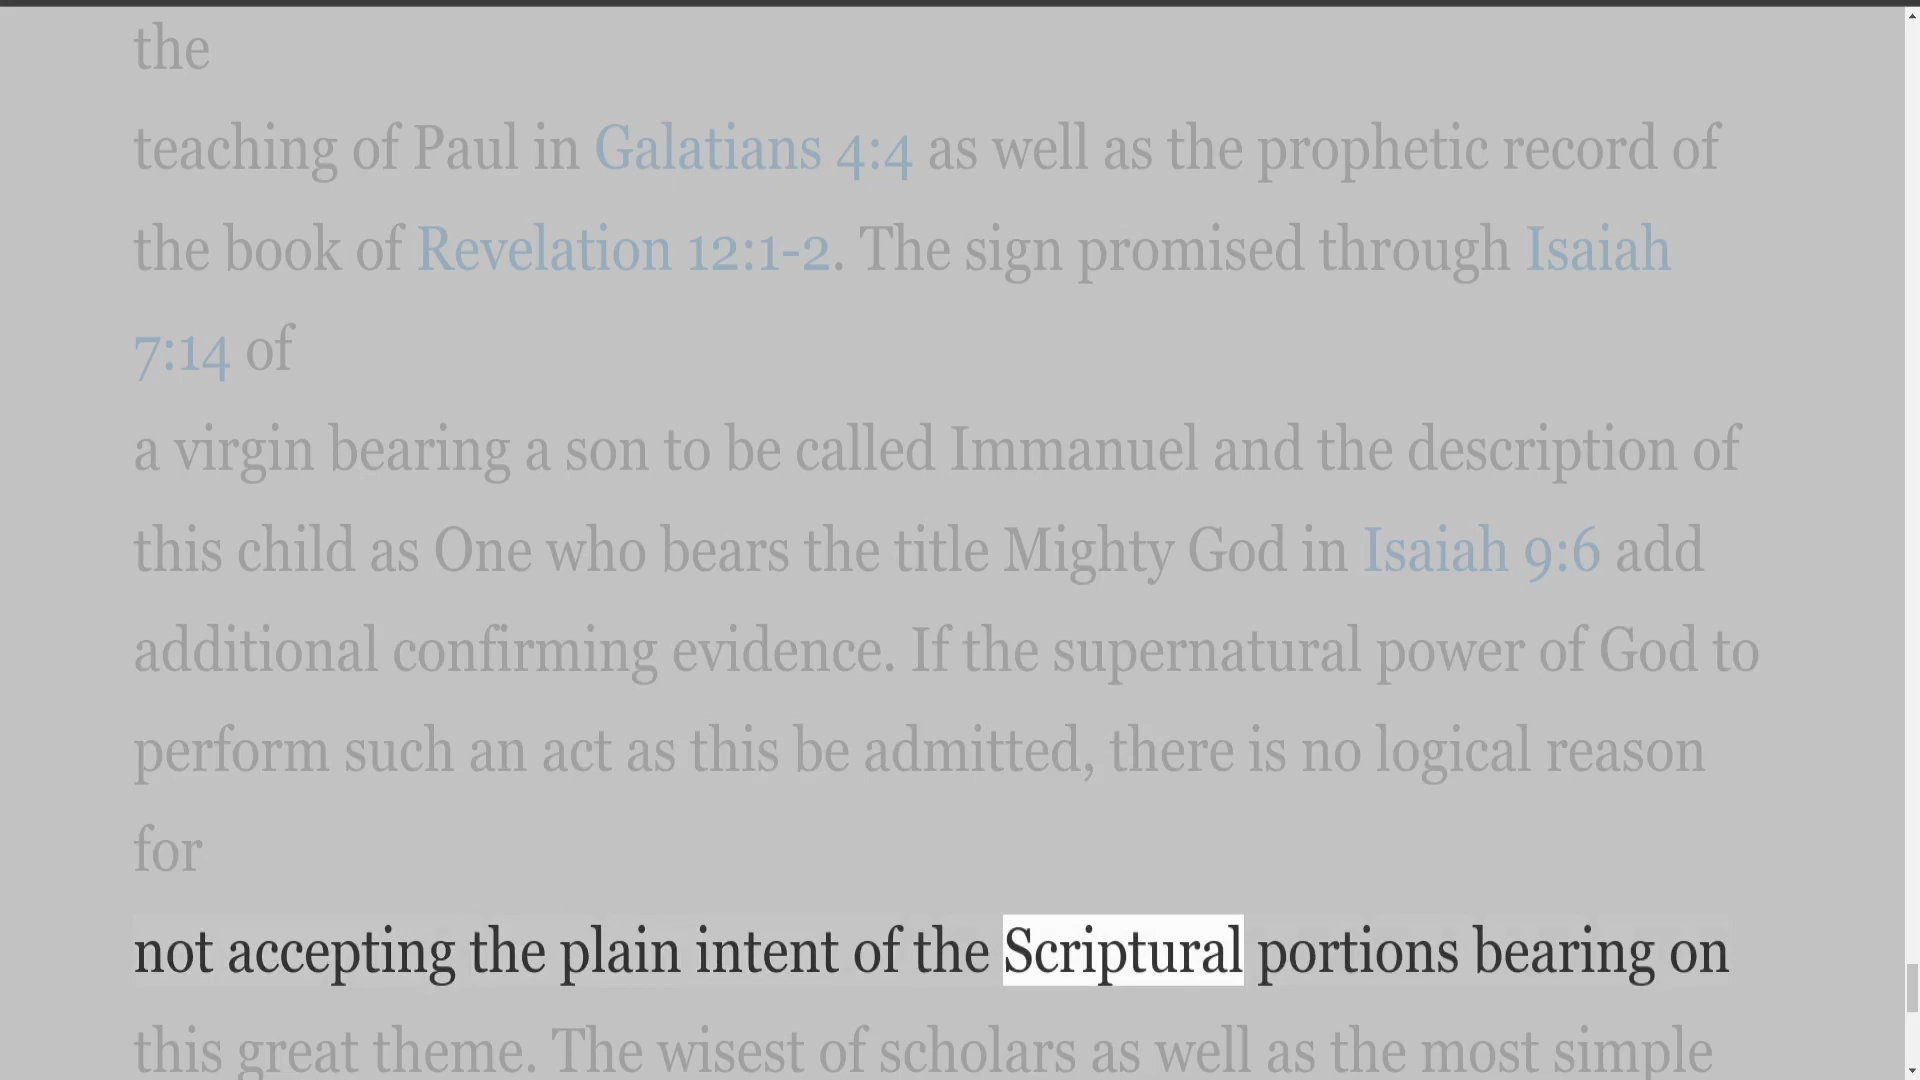 the
teaching of Paul in Galatians 4:4 as well as the prophetic record of
the book of Revelation 12:1-2. The sign promised through Isaiah
7:14 of
a virgin bearing a son to be called Immanuel and the description of
this child as One who bears the title Mighty God in Isaiah 9:6 add
additional confirming evidence. If the supernatural power of God to
perform such an act as this be admitted, there is no logical reason
for
not accepting the plain intent of the Scriptural portions bearing on
this great theme. The wisest of scholars as well as the most simple